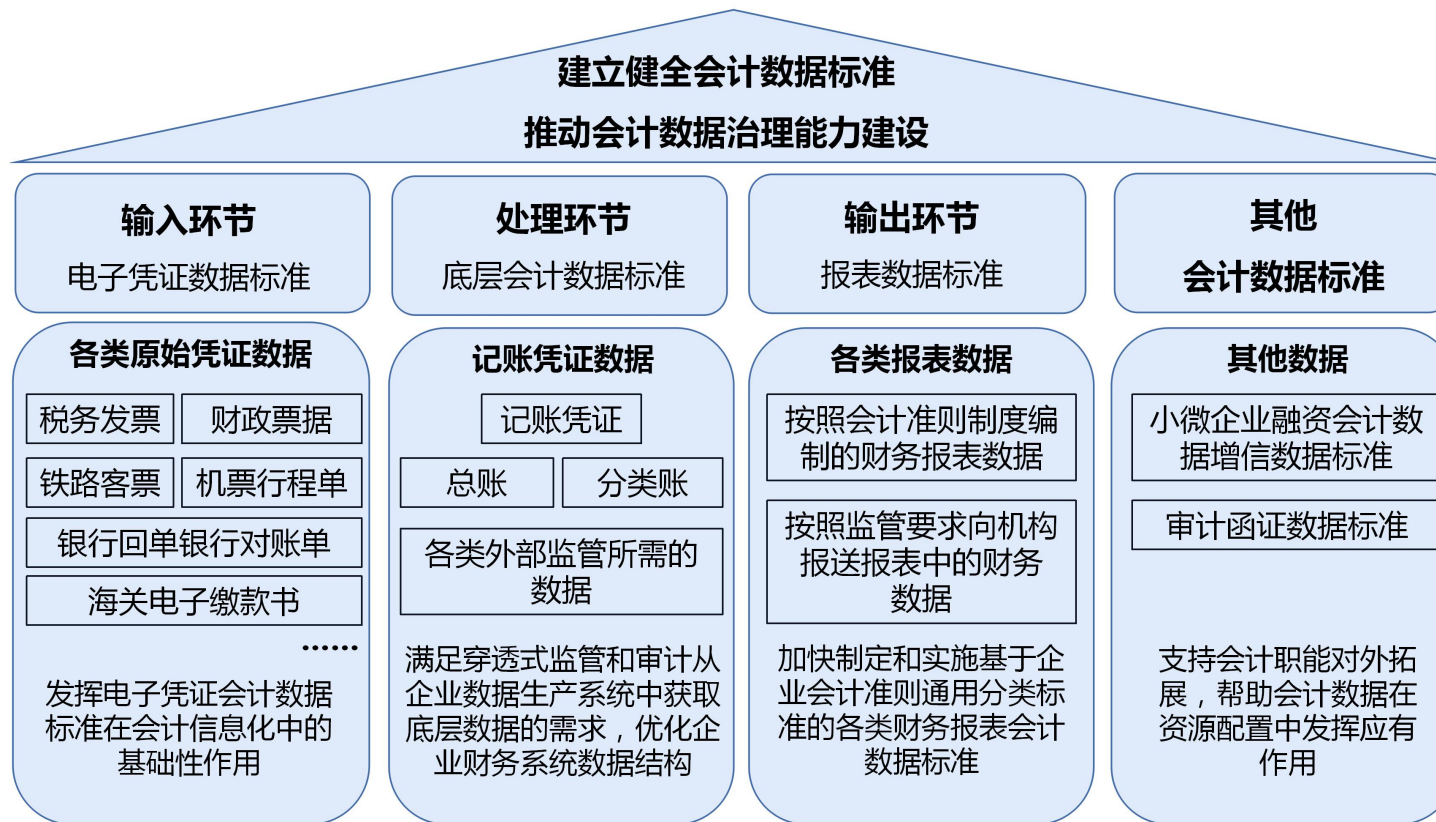 建立健全会计数据标准
推动会计数据治理能力建设
输入环节
电子凭证数据标准
各类原始凭证数据
税务发票
财政票据
铁路客票
机票行程单
银行回单银行对账单
海关电子缴款书
……
发挥电子凭证会计数据
标准在会计信息化中的
基础性作用
处理环节
底层会计数据标准
记账凭证数据
记账凭证
总账
分类账
各类外部监管所需的
数据
满足穿透式监管和审计从
企业数据生产系统中获取
底层数据的需求，优化企
业财务系统数据结构
输出环节
报表数据标准
各类报表数据
按照会计准则制度编
制的财务报表数据
按照监管要求向机构
报送报表中的财务
数据
加快制定和实施基于企
业会计准则通用分类标
准的各类财务报表会计
数据标准
其他
会计数据标准
其他数据
小微企业融资会计数
据增信数据标准
审计函证数据标准
支持会计职能对外拓
展，帮助会计数据在
资源配置中发挥应有
作用